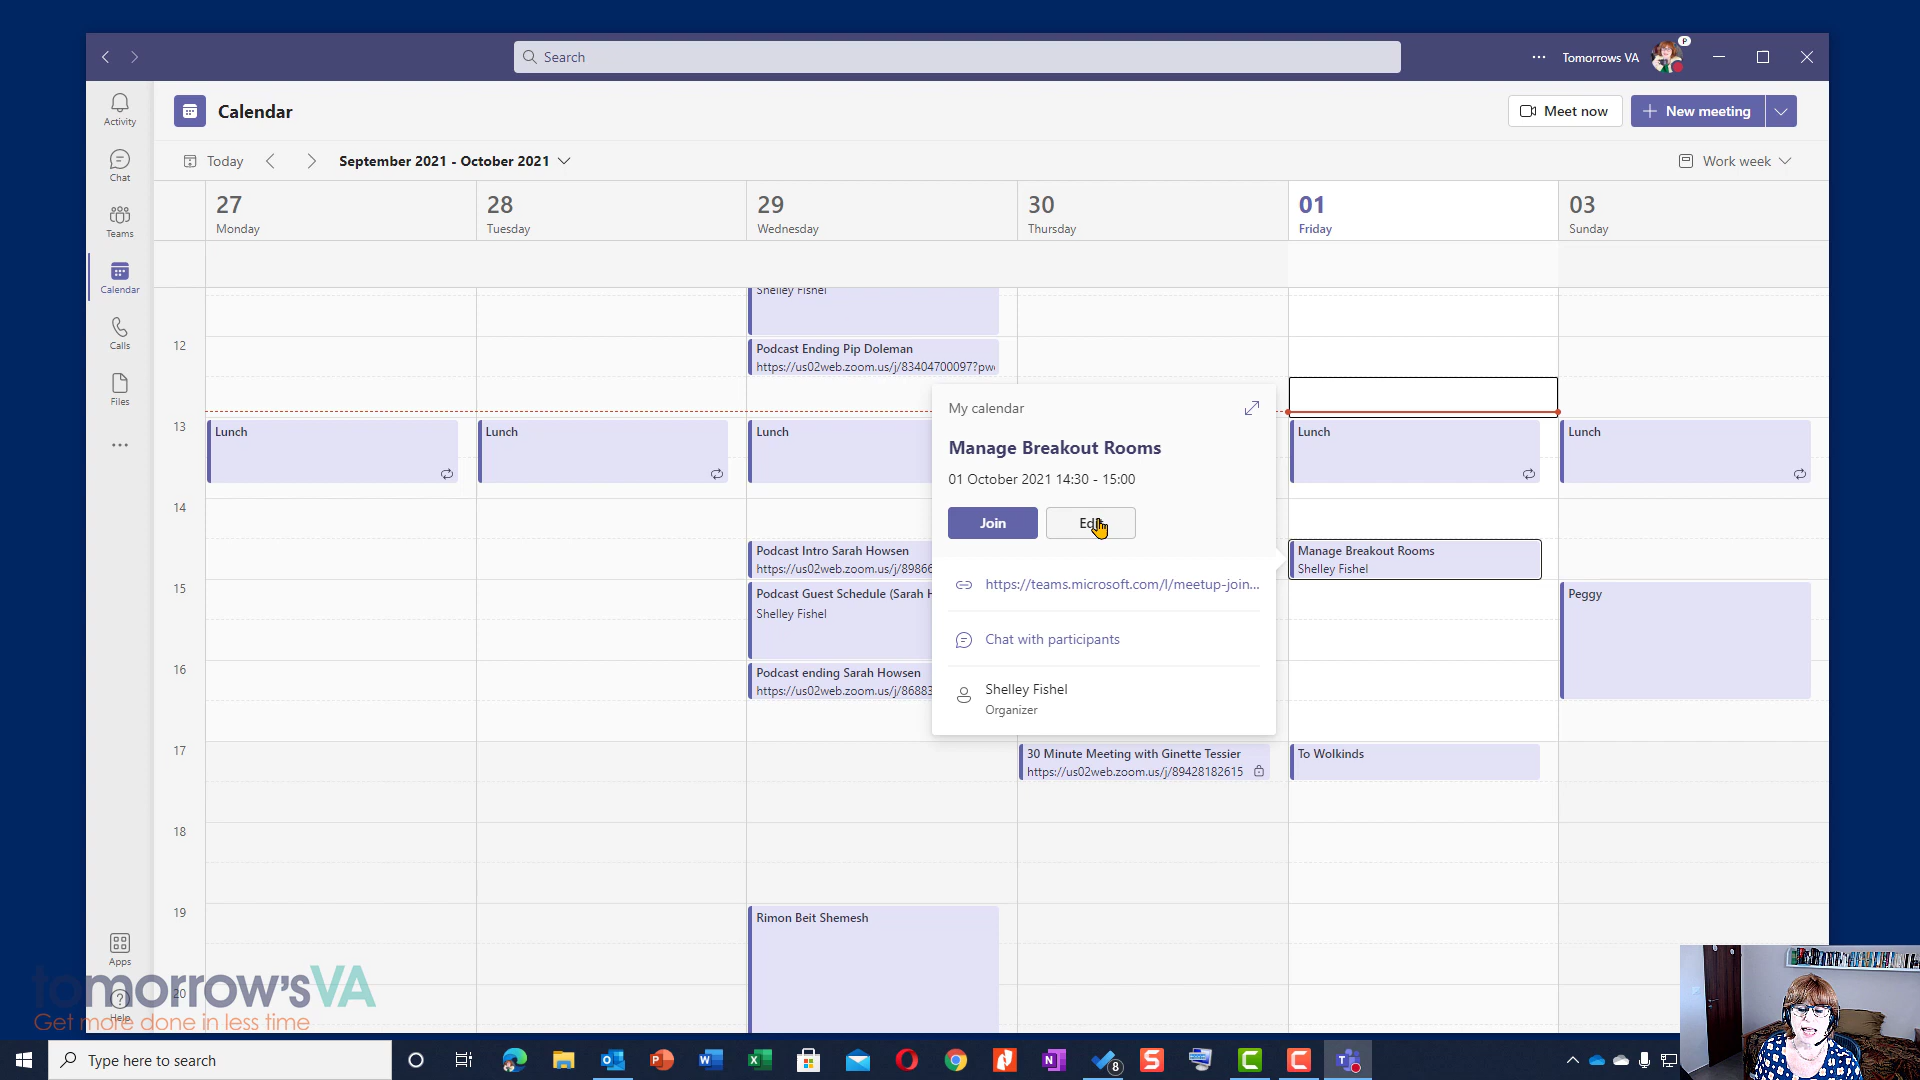 Search
Tomorrows VA
P
Activity
Chat
Teams
Calendar
Calls
Files
Apps
Help
Calendar
Meet now
New meeting
Today
September 2021 - October 2021
Work week
27
Monday
28
Tuesday
29
Wednesday
30
Thursday
01
Friday
03
Sunday
12
13
14
15
16
17
18
19
20
Shelley Fishel
Podcast Ending Pip Doleman
https://us02web.zoom.us/j/83404700097?pw
Lunch
Lunch
Lunch
Lunch
Lunch
Podcast Intro Sarah Howsen
https://us02web.zoom.us/j/8986
Podcast Guest Schedule (Sarah H
Shelley Fishel
Podcast ending Sarah Howsen
https://us02web.zoom.us/j/86883
My calendar
Manage Breakout Rooms
01 October 2021 14:30 - 15:00
Join
Edit
https://teams.microsoft.com/l/meetup-join...
Chat with participants
Shelley Fishel
Organizer
Manage Breakout Rooms
Shelley Fishel
Peggy
30 Minute Meeting with Ginette Tessier
https://us02web.zoom.us/j/89428182615
To Wolkinds
Rimon Beit Shemesh
tomorrow'sVA
Get more done in less time
Type here to search
8